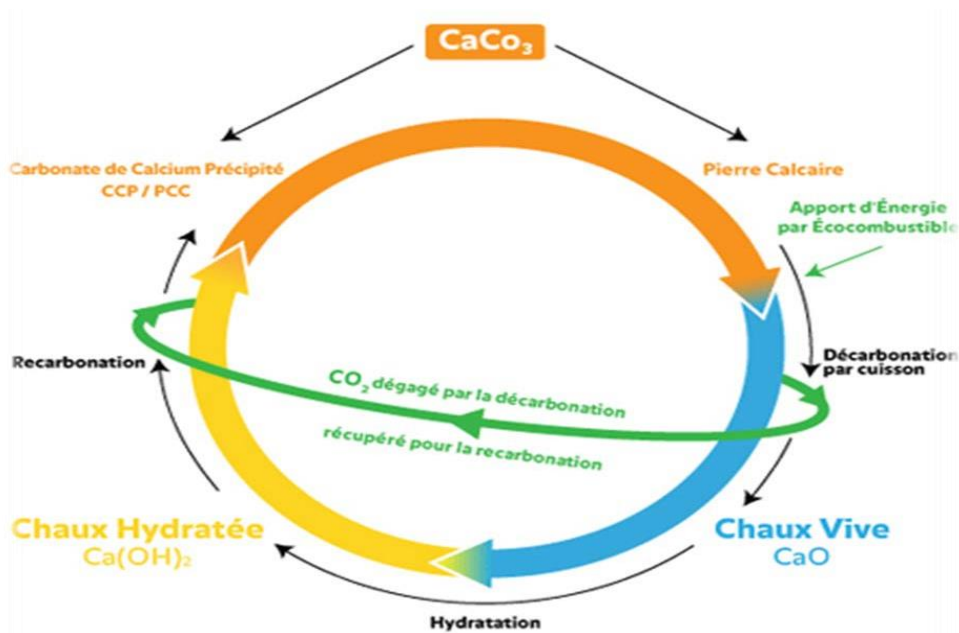 CaCo₃
Carbonate de Calcium Précipité
CCP / PCC
Pierre Calcaire
Apport d'Énergie
par Écocombustible
Recarbonation
Décarbonation
par cuisson
CO₂ dégagé par la décarbonation
récupéré pour la recarbonation
Chaux Hydratée
Ca(OH)₂
Chaux Vive
CaO
Hydratation